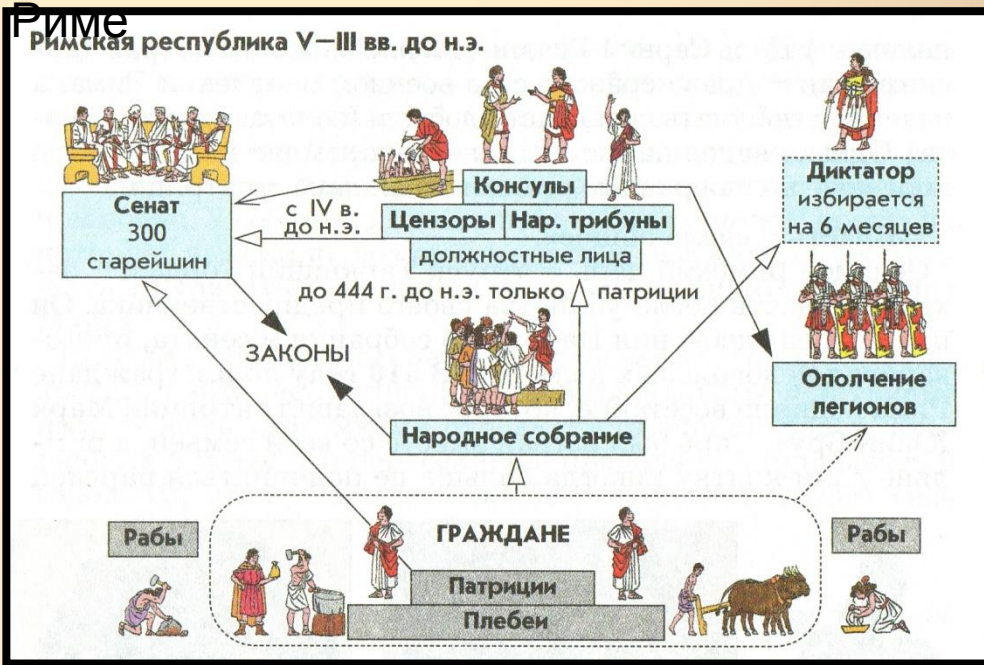 Риме
Римская республика V—III вв. до н.э.
Сенат
300
старейшин
с IV в.
до н.э.
Консулы
Цензоры Нар. трибуны
должностные лица
до 444 г. до н.э. только патриции
Диктатор
избирается
на 6 месяцев
ЗАКОНЫ
Народное собрание
Ополчение
легионов
Рабы
ГРАЖДАНЕ
Рабы
Патриции
Плебеи